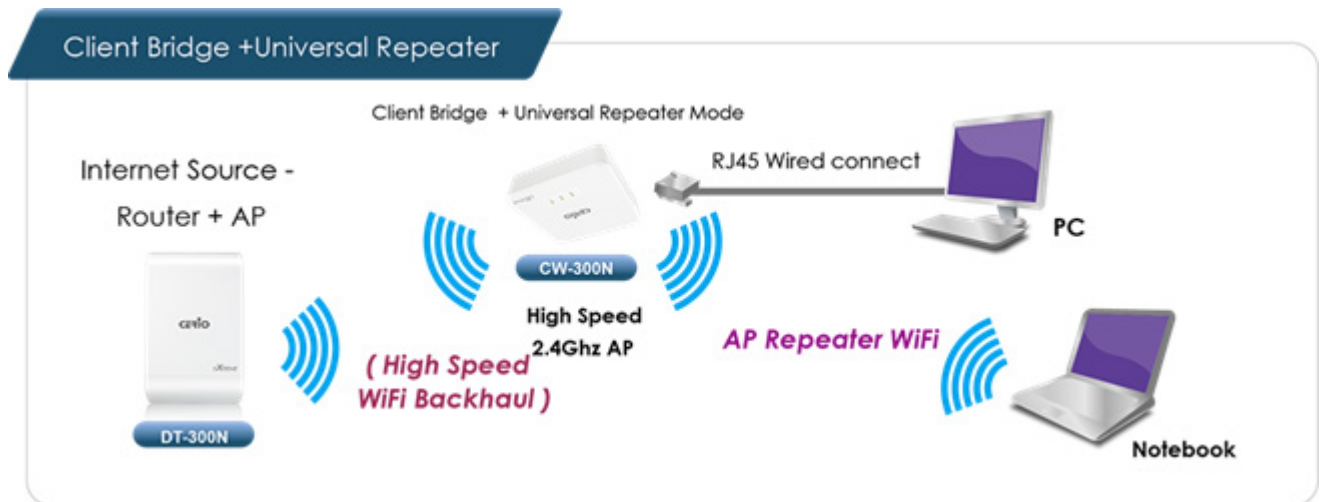 Client Bridge +Universal Repeater
Client Bridge + Universal Repeater Mode
Internet Source -
Router + AP
RJ45 Wired connect
PC
CW-300N
High Speed
2.4Ghz AP
( High Speed
WiFi Backhaul )
AP Repeater WiFi
DT-300N
Notebook